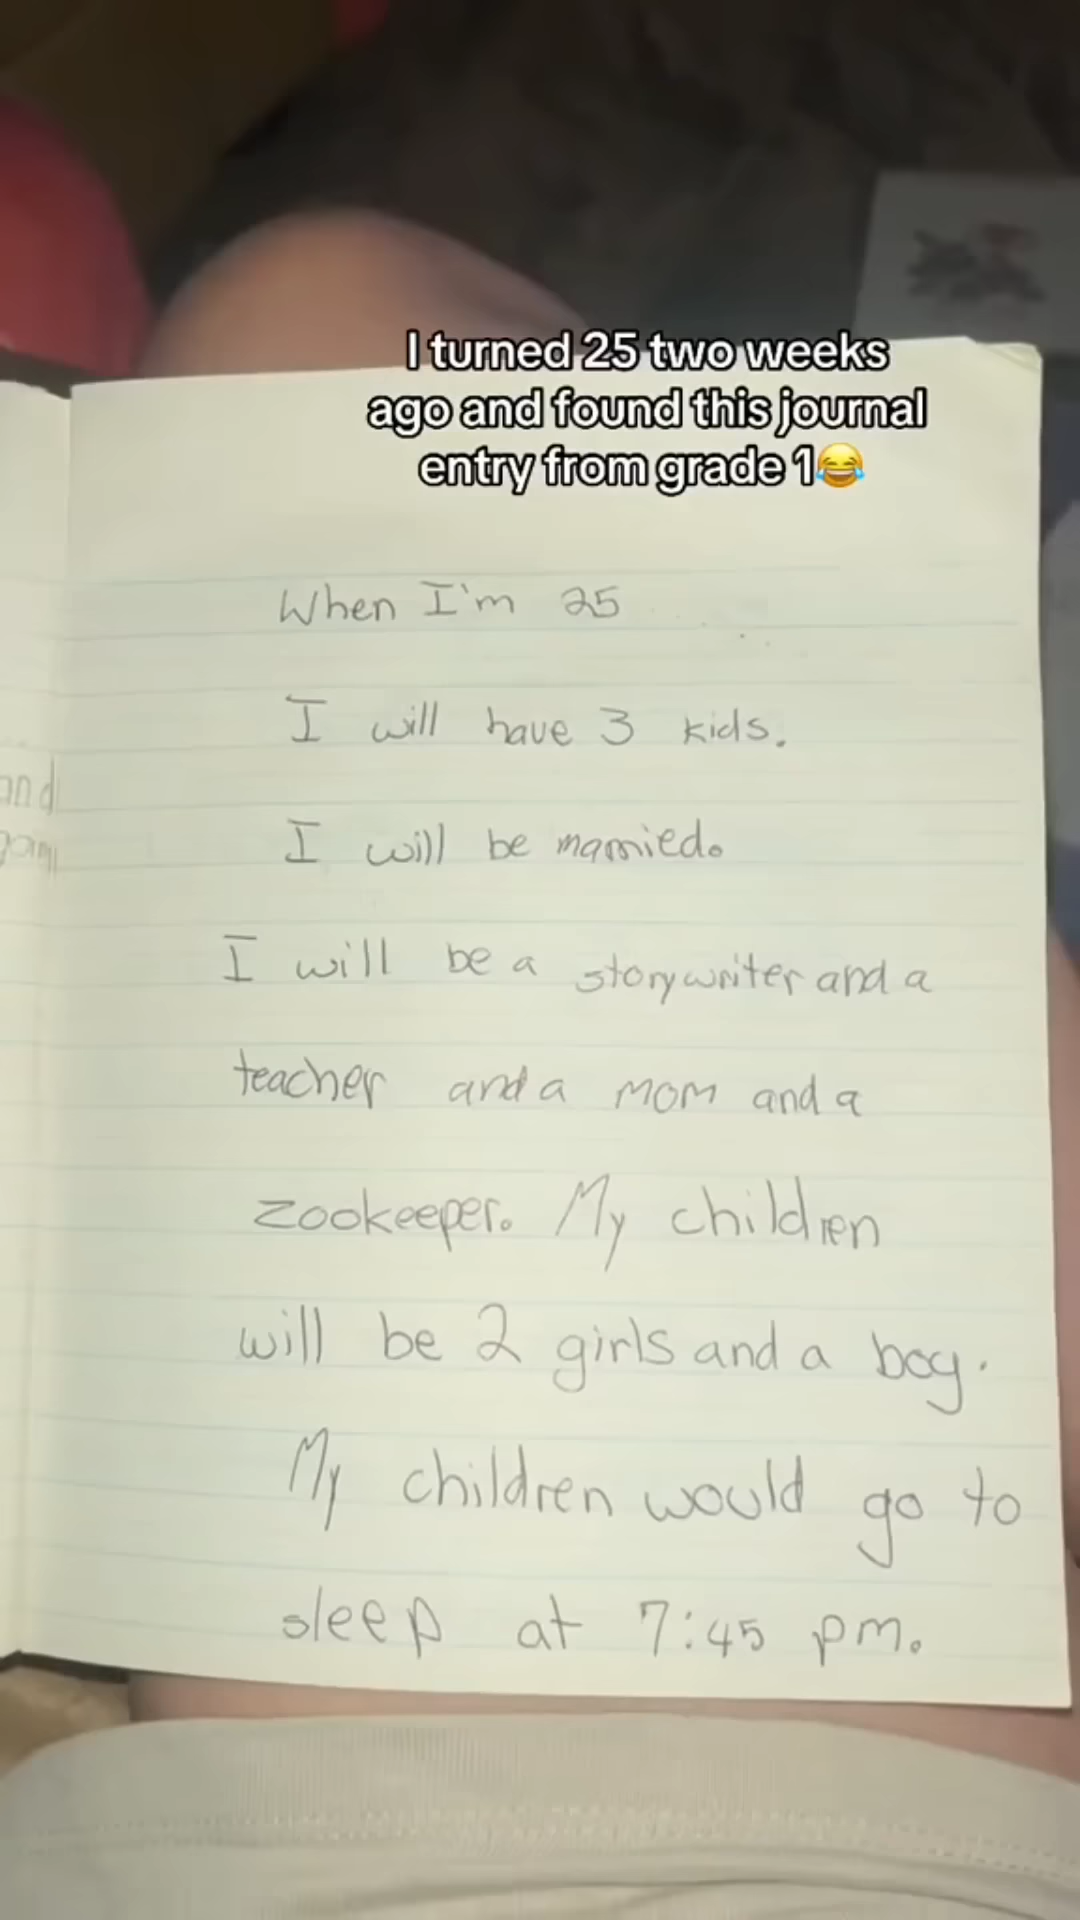 I turned 25 two weeks
ago and found this journal
entry from grade 1😂
When I'm 25
I will have 3 kids.
I will be married.
I will be a storywriter and a
teacher and a mom and a
zookeeper. My children
will be 2 girls and a boy.
My children would go to
sleep at 7:45 pm.
and